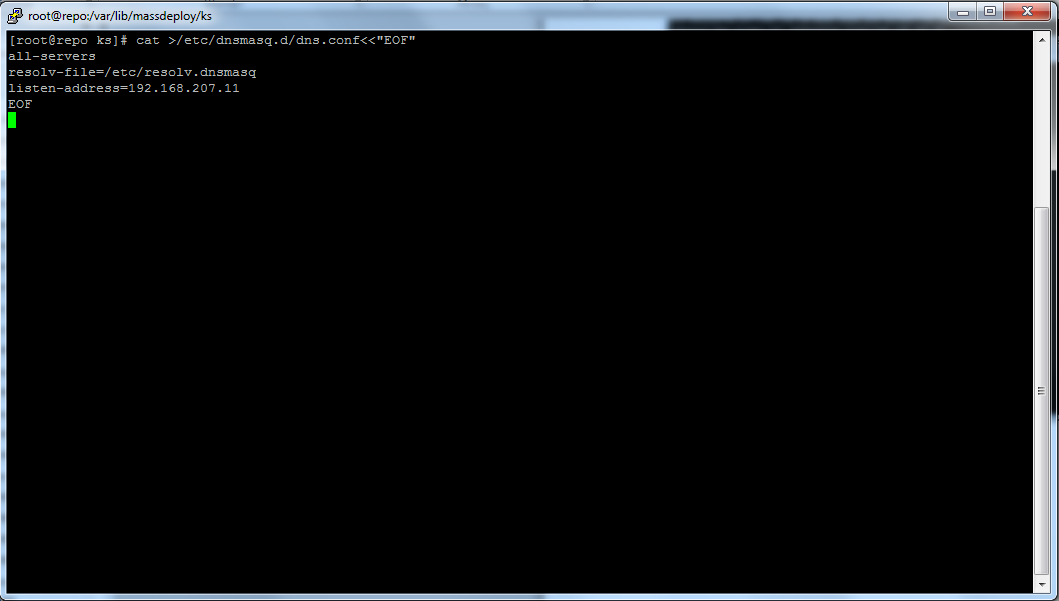 root@repo:/var/lib/massdeploy/ks
[root@repo ks]# cat >/etc/dnsmasq.d/dns.conf<<"EOF"
all-servers
resolv-file=/etc/resolv.dnsmasq
listen-address=192.168.207.11
EOF